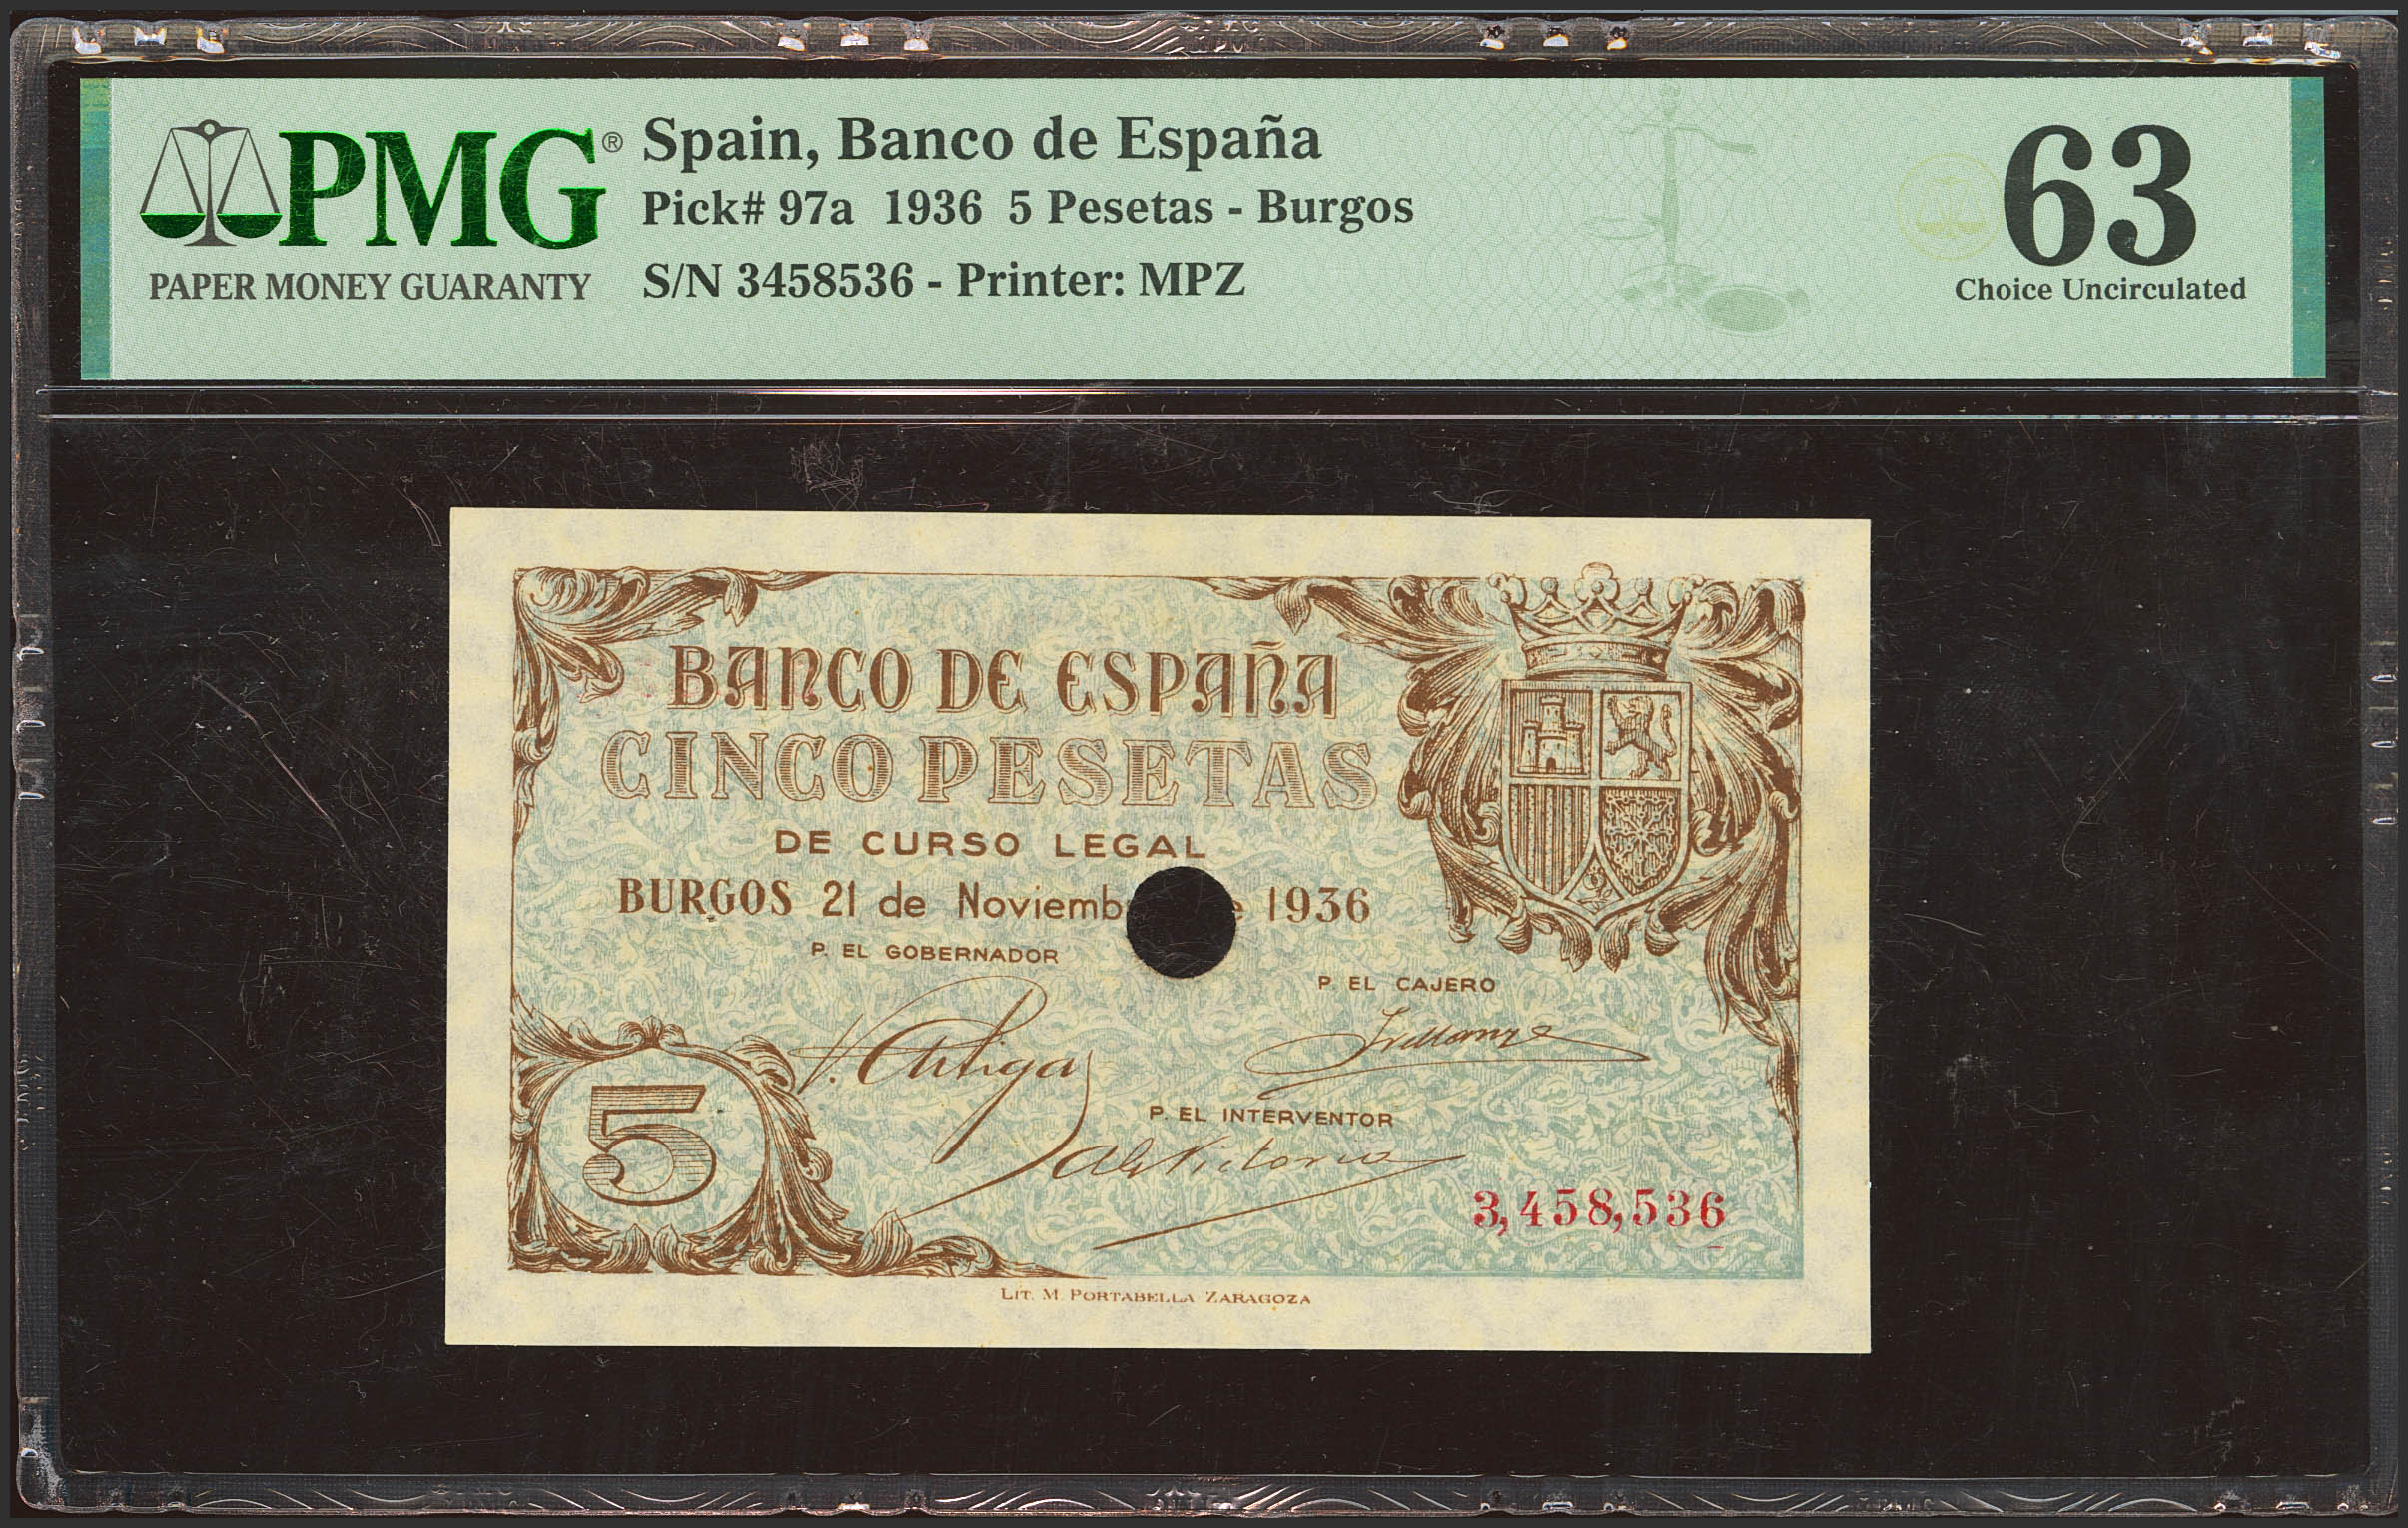 PMG®
PAPER MONEY GUARANTY
Spain, Banco de España
Pick# 97a 1936 5 Pesetas - Burgos
S/N 3458536 - Printer: MPZ
63
Choice Uncirculated
BANCO DE ESPAÑA
CINCO PESETAS
DE CURSO LEGAL
BURGOS 21 de Noviemb e 1936
P. EL GOBERNADOR
P. EL CAJERO
V. Artiga
P. EL INTERVENTOR
5
3,458,536
LIT. M. PORTABELLA ZARAGOZA